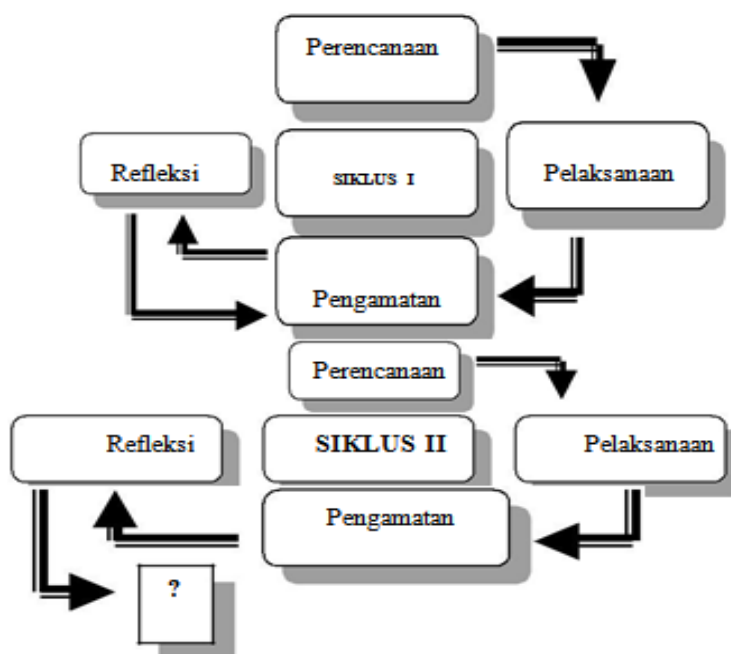 Perencanaan
Refleksi
SIKLUS I
Pelaksanaan
Pengamatan
Perencanaan
Refleksi
SIKLUS II
Pelaksanaan
Pengamatan
?